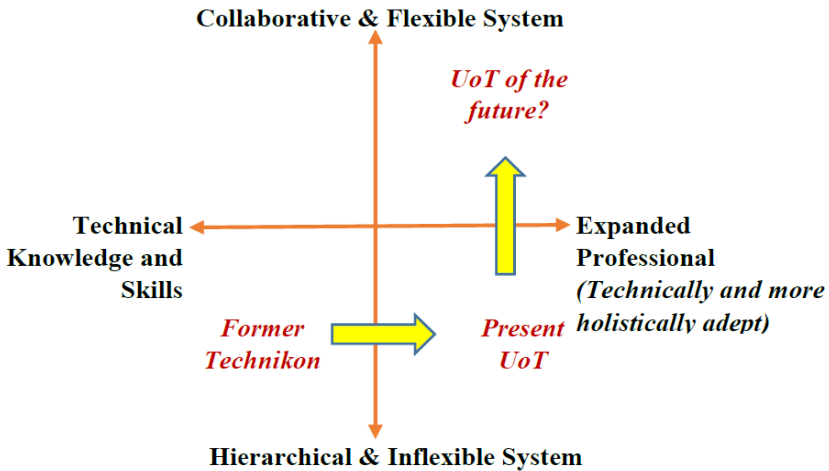 Collaborative & Flexible System
UoT of the
future?
Technical
Knowledge and
Skills
Expanded
Professional
(Technically and more
holistically adept)
Former
Technikon
Present
UoT
Hierarchical & Inflexible System